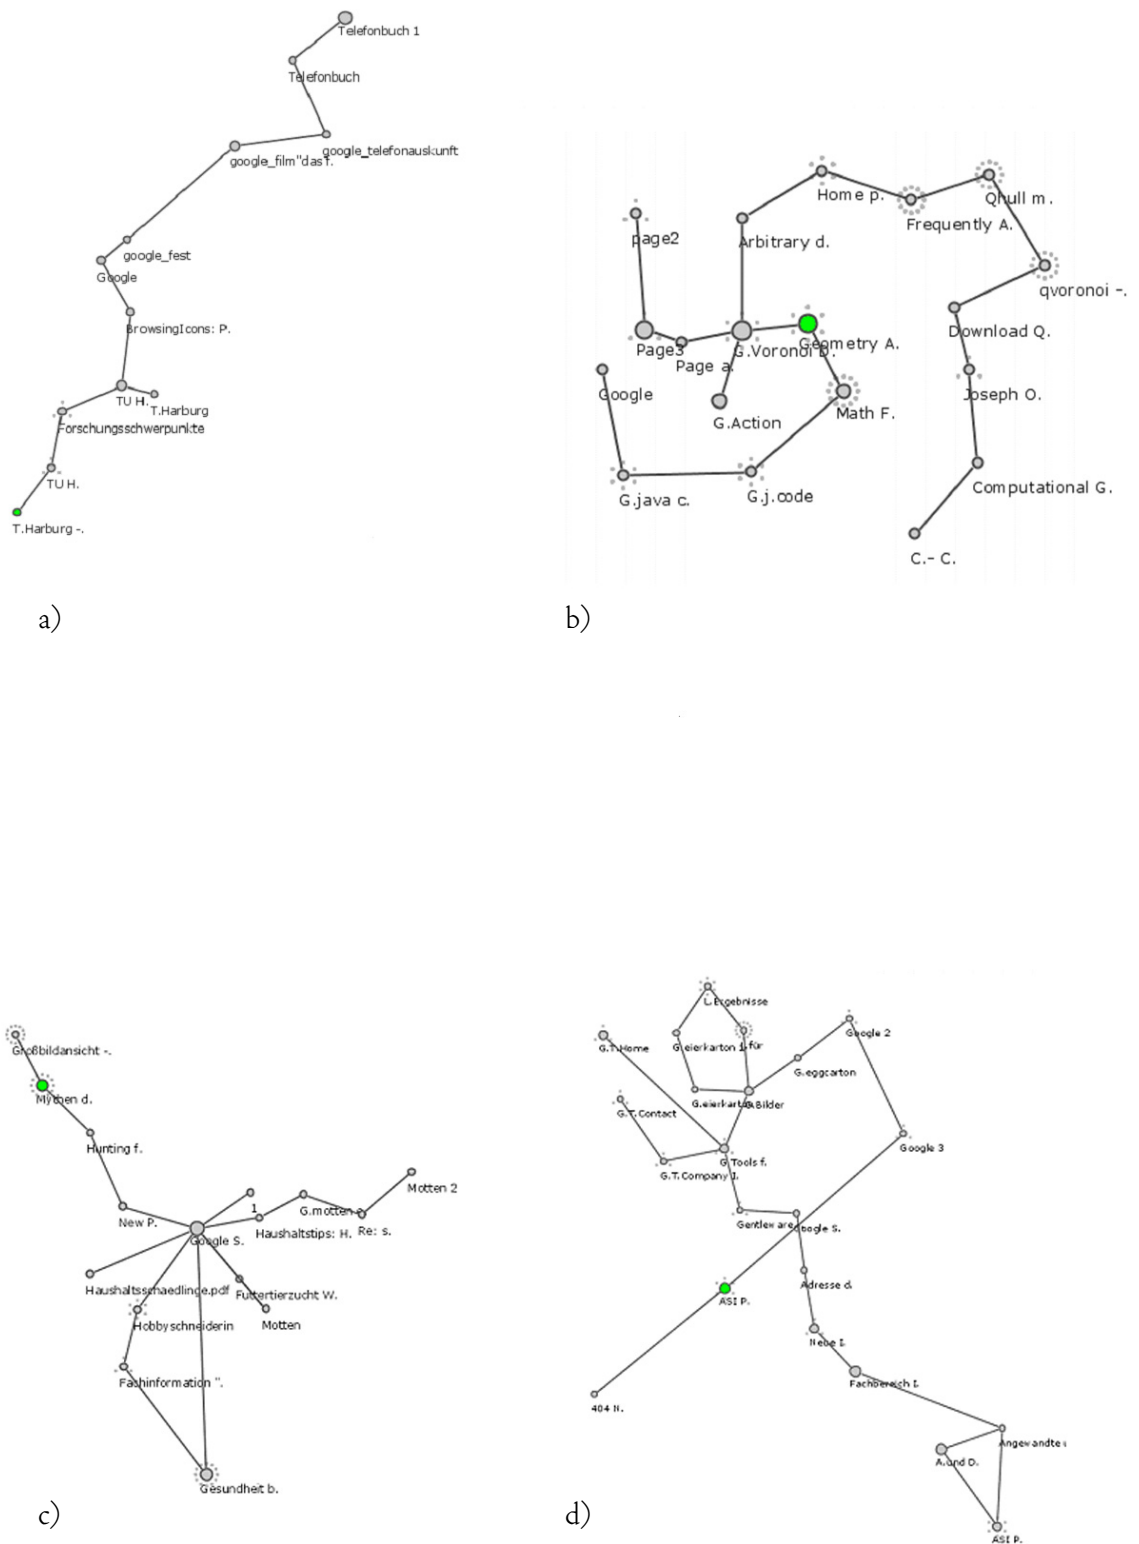 Telefonbuch 1
Telefonbuch
google_telefonauskunft
google_film"das f.
google_fest
Google
BrowsingIcons: P.
TU H.
T.Harburg
Forschungsschwerpunkte
TU H.
T.Harburg -.
a)
Home p.
Qhull m.
Frequently A.
page2
Arbitrary d.
qvoronoi -.
Download Q.
Geometry A.
Page3
G.Voronoi D.
Page a.
Google
Joseph O.
Math F.
G.Action
Computational G.
G.java c.
G.j.code
C.- C.
b)
Großbildansicht -.
Mythen d.
Hunting f.
Motten 2
1
G.motten e.
New P.
Haushaltstips: H.
Re: s.
Google S.
Haushaltsschaedlinge.pdf
Futtertierzucht W.
Hobbyschneiderin
Motten
Fachinformation ".
Gesundheit b.
c)
L.Ergebnisse
Google 2
G.T.Home
G.eierkarton 1.
für
G.eggcarton
G.eierkarton
G.Bilder
G.T.Contact
Google 3
G.Tools f.
G.T.Company I.
Gentleware
Google S.
Adresse d.
ASI P.
Neue I.
Fachbereich I.
404 N.
Angewandte
A.und D.
ASI P.
d)